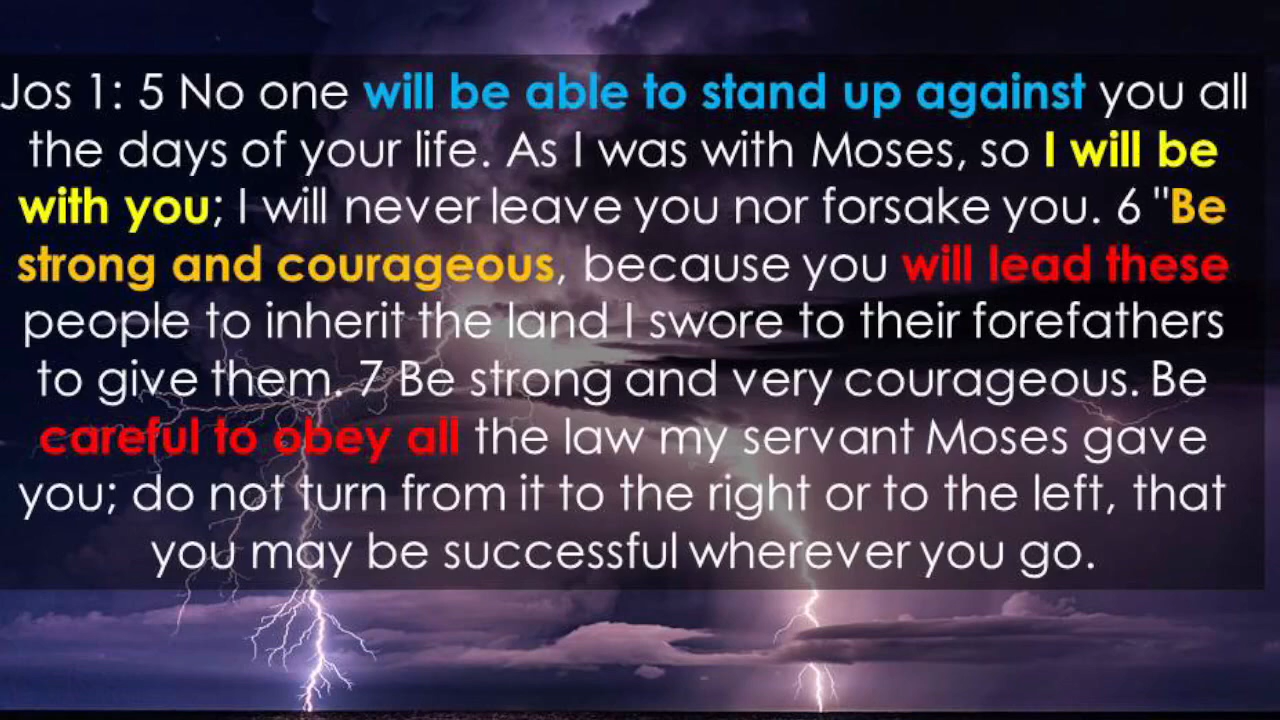 Jos 1: 5 No one will be able to stand up against you all
the days of your life. As I was with Moses, so I will be
with you; I will never leave you nor forsake you. 6 "Be
strong and courageous, because you will lead these
people to inherit the land I swore to their forefathers
to give them. 7 Be strong and very courageous. Be
careful to obey all the law my servant Moses gave
you; do not turn from it to the right or to the left, that
you may be successful wherever you go.